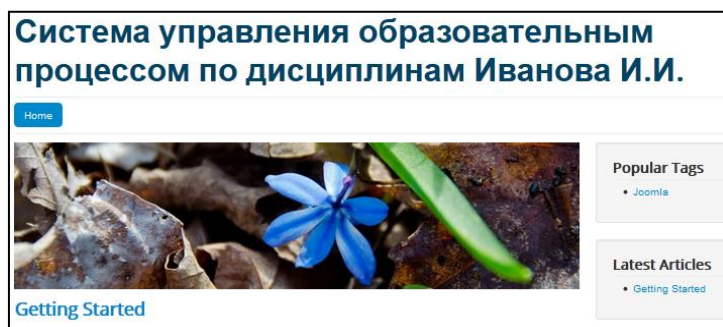 Система управления образовательным
процессом по дисциплинам Иванова И.И.
Home
Popular Tags
Joomla
Latest Articles
Getting Started
Getting Started